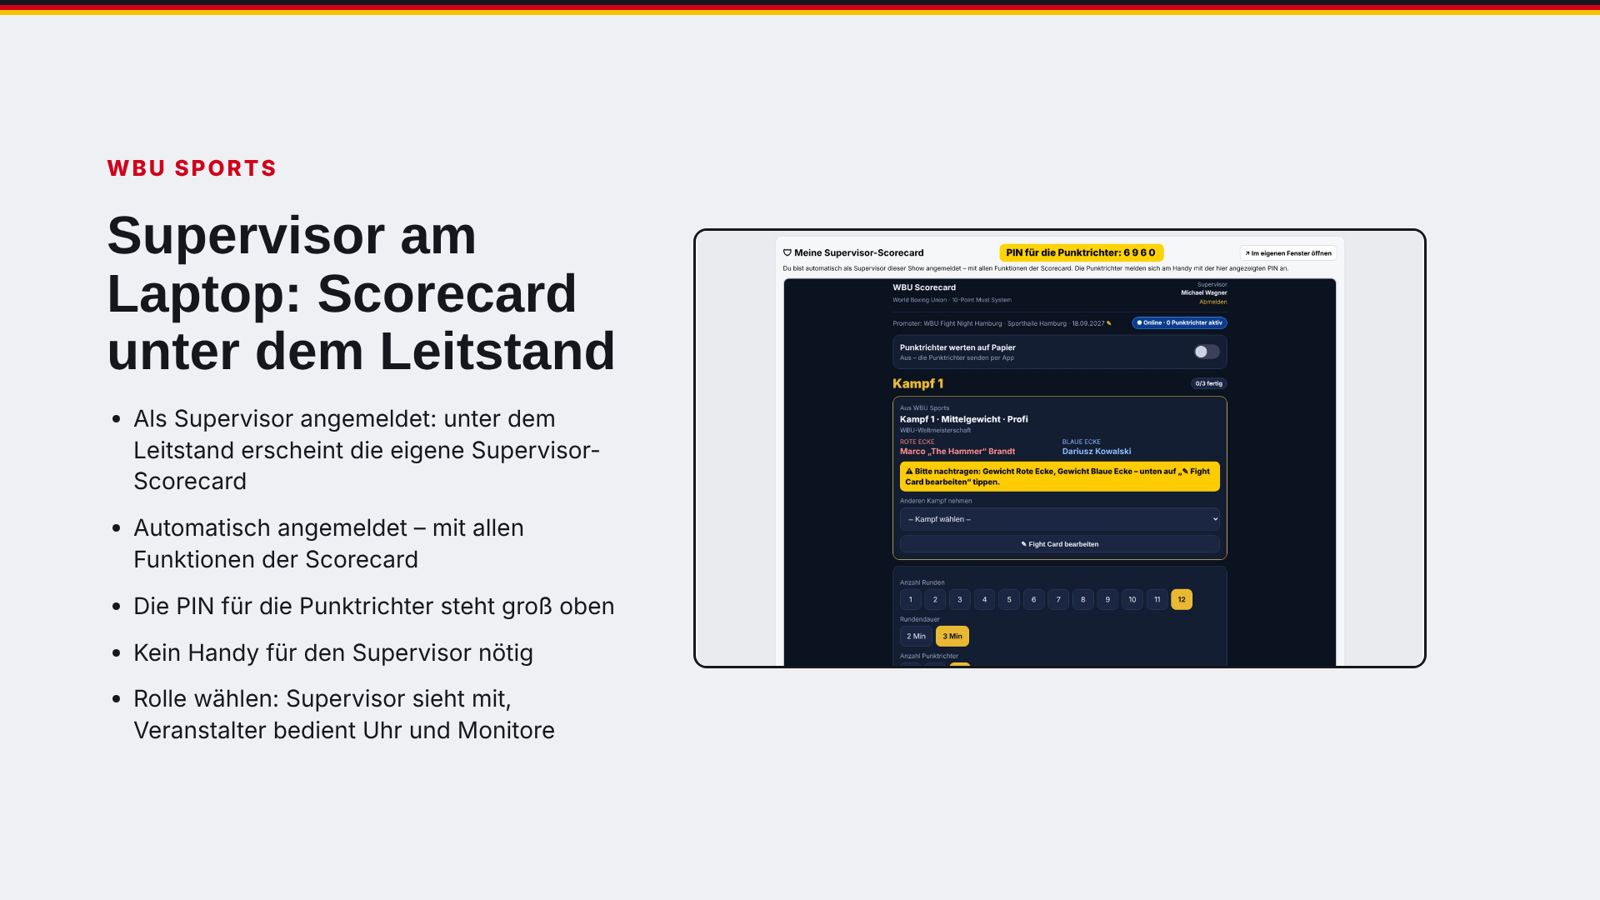 WBU SPORTS
Supervisor am
Laptop: Scorecard
unter dem Leitstand
• Als Supervisor angemeldet: unter dem
Leitstand erscheint die eigene Supervisor-
Scorecard
• Automatisch angemeldet – mit allen
Funktionen der Scorecard
• Die PIN für die Punktrichter steht groß oben
• Kein Handy für den Supervisor nötig
• Rolle wählen: Supervisor sieht mit,
Veranstalter bedient Uhr und Monitore
🛡 Meine Supervisor-Scorecard
PIN für die Punktrichter: 6 9 6 0
↗ Im eigenen Fenster öffnen
Du bist automatisch als Supervisor dieser Show angemeldet – mit allen Funktionen der Scorecard. Die Punktrichter melden sich am Handy mit der hier angezeigten PIN an.
WBU Scorecard
World Boxing Union · 10-Point Must System
Supervisor
Michael Wagner
Abmelden
Promoter: WBU Fight Night Hamburg · Sporthalle Hamburg · 18.09.2027 ✎
● Online · 0 Punktrichter aktiv
Punktrichter werten auf Papier
Aus – die Punktrichter senden per App
Kampf 1
0/3 fertig
Aus WBU Sports
Kampf 1 · Mittelgewicht · Profi
WBU-Weltmeisterschaft
ROTE ECKE
Marco „The Hammer“ Brandt
BLAUE ECKE
Dariusz Kowalski
⚠ Bitte nachtragen: Gewicht Rote Ecke, Gewicht Blaue Ecke – unten auf „✎ Fight
Card bearbeiten“ tippen.
Anderen Kampf nehmen
– Kampf wählen –
✎ Fight Card bearbeiten
Anzahl Runden
1 2 3 4 5 6 7 8 9 10 11 12
Rundendauer
2 Min 3 Min
Anzahl Punktrichter